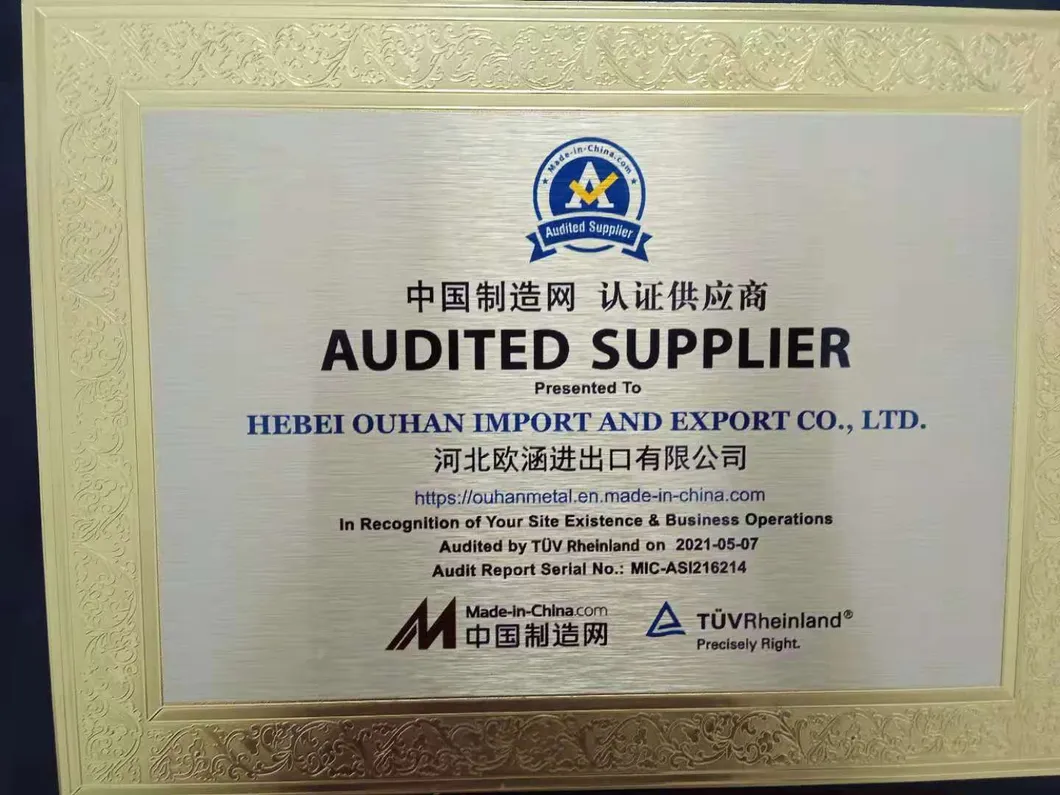 Made-in-China.com
A
Audited Supplier
中国制造网 认证供应商
AUDITED SUPPLIER
Presented To
HEBEI OUHAN IMPORT AND EXPORT CO., LTD.
河北欧涵进出口有限公司
https://ouhanmetal.en.made-in-china.com
In Recognition of Your Site Existence & Business Operations
Audited by TÜV Rheinland on 2021-05-07
Audit Report Serial No.: MIC-ASI216214
Made-in-China.com
中国制造网
TÜVRheinland®
Precisely Right.